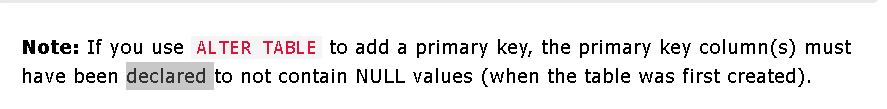 Note: If you use ALTER TABLE to add a primary key, the primary key column(s) must
have been declared to not contain NULL values (when the table was first created).